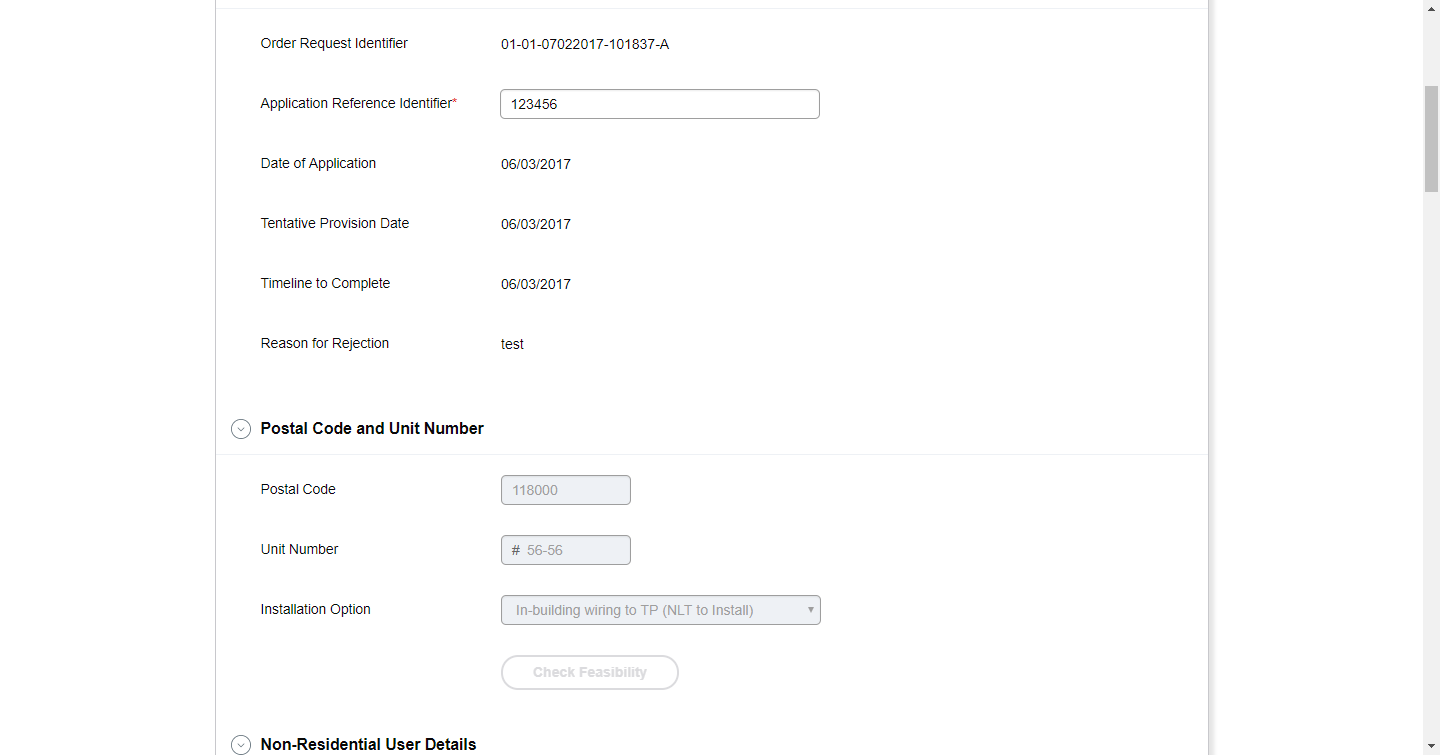 Order Request Identifier 01-01-07022017-101837-A
Application Reference Identifier* 123456
Date of Application 06/03/2017
Tentative Provision Date 06/03/2017
Timeline to Complete 06/03/2017
Reason for Rejection test
Postal Code and Unit Number
Postal Code 118000
Unit Number # 56-56
Installation Option In-building wiring to TP (NLT to Install)
Check Feasibility
Non-Residential User Details